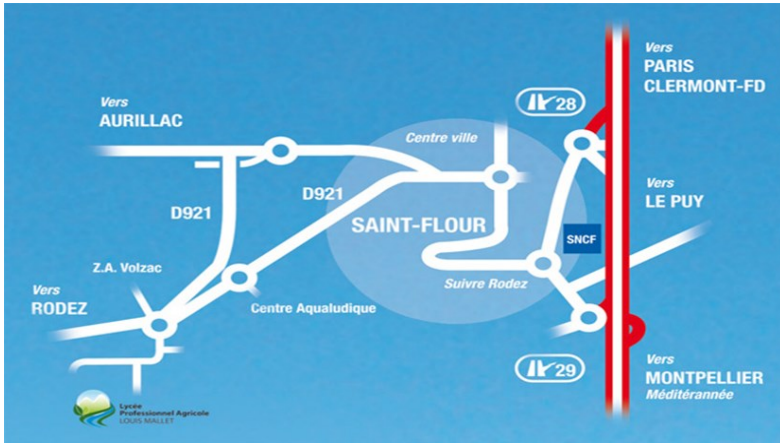 Vers
AURILLAC
28
Vers
PARIS
CLERMONT-FD
Centre ville
D921
D921
SAINT-FLOUR
SNCF
Vers
LE PUY
Z.A. Volzac
Suivre Rodez
Vers
RODEZ
Centre Aqualudique
29
Vers
MONTPELLIER
Méditérannée
Lycée
Professionnel Agricole
LOUIS MALLET